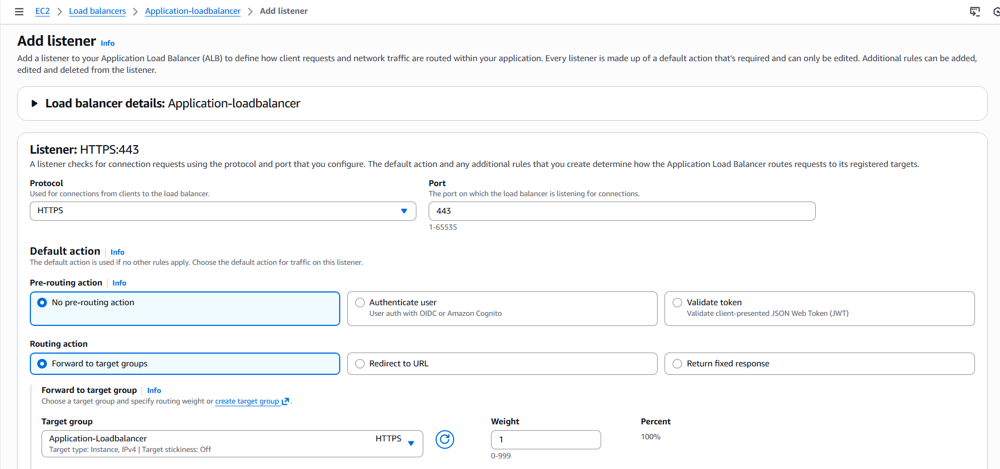 EC2 > Load balancers > Application-loadbalancer > Add listener
Add listener Info
Add a listener to your Application Load Balancer (ALB) to define how client requests and network traffic are routed within your application. Every listener is made up of a default action that's required and can only be edited. Additional rules can be added,
edited and deleted from the listener.
Load balancer details: Application-loadbalancer
Listener: HTTPS:443
A listener checks for connection requests using the protocol and port that you configure. The default action and any additional rules that you create determine how the Application Load Balancer routes requests to its registered targets.
Protocol
Used for connections from clients to the load balancer.
HTTPS
Port
The port on which the load balancer is listening for connections.
443
1-65535
Default action Info
The default action is used if no other rules apply. Choose the default action for traffic on this listener.
Pre-routing action Info
No pre-routing action
Authenticate user
User auth with OIDC or Amazon Cognito
Validate token
Validate client-presented JSON Web Token (JWT)
Routing action
Forward to target groups
Redirect to URL
Return fixed response
Forward to target group Info
Choose a target group and specify routing weight or create target group .
Target group
Application-Loadbalancer HTTPS
Target type: Instance, IPv4 | Target stickiness: Off
Weight
1
0-999
Percent
100%